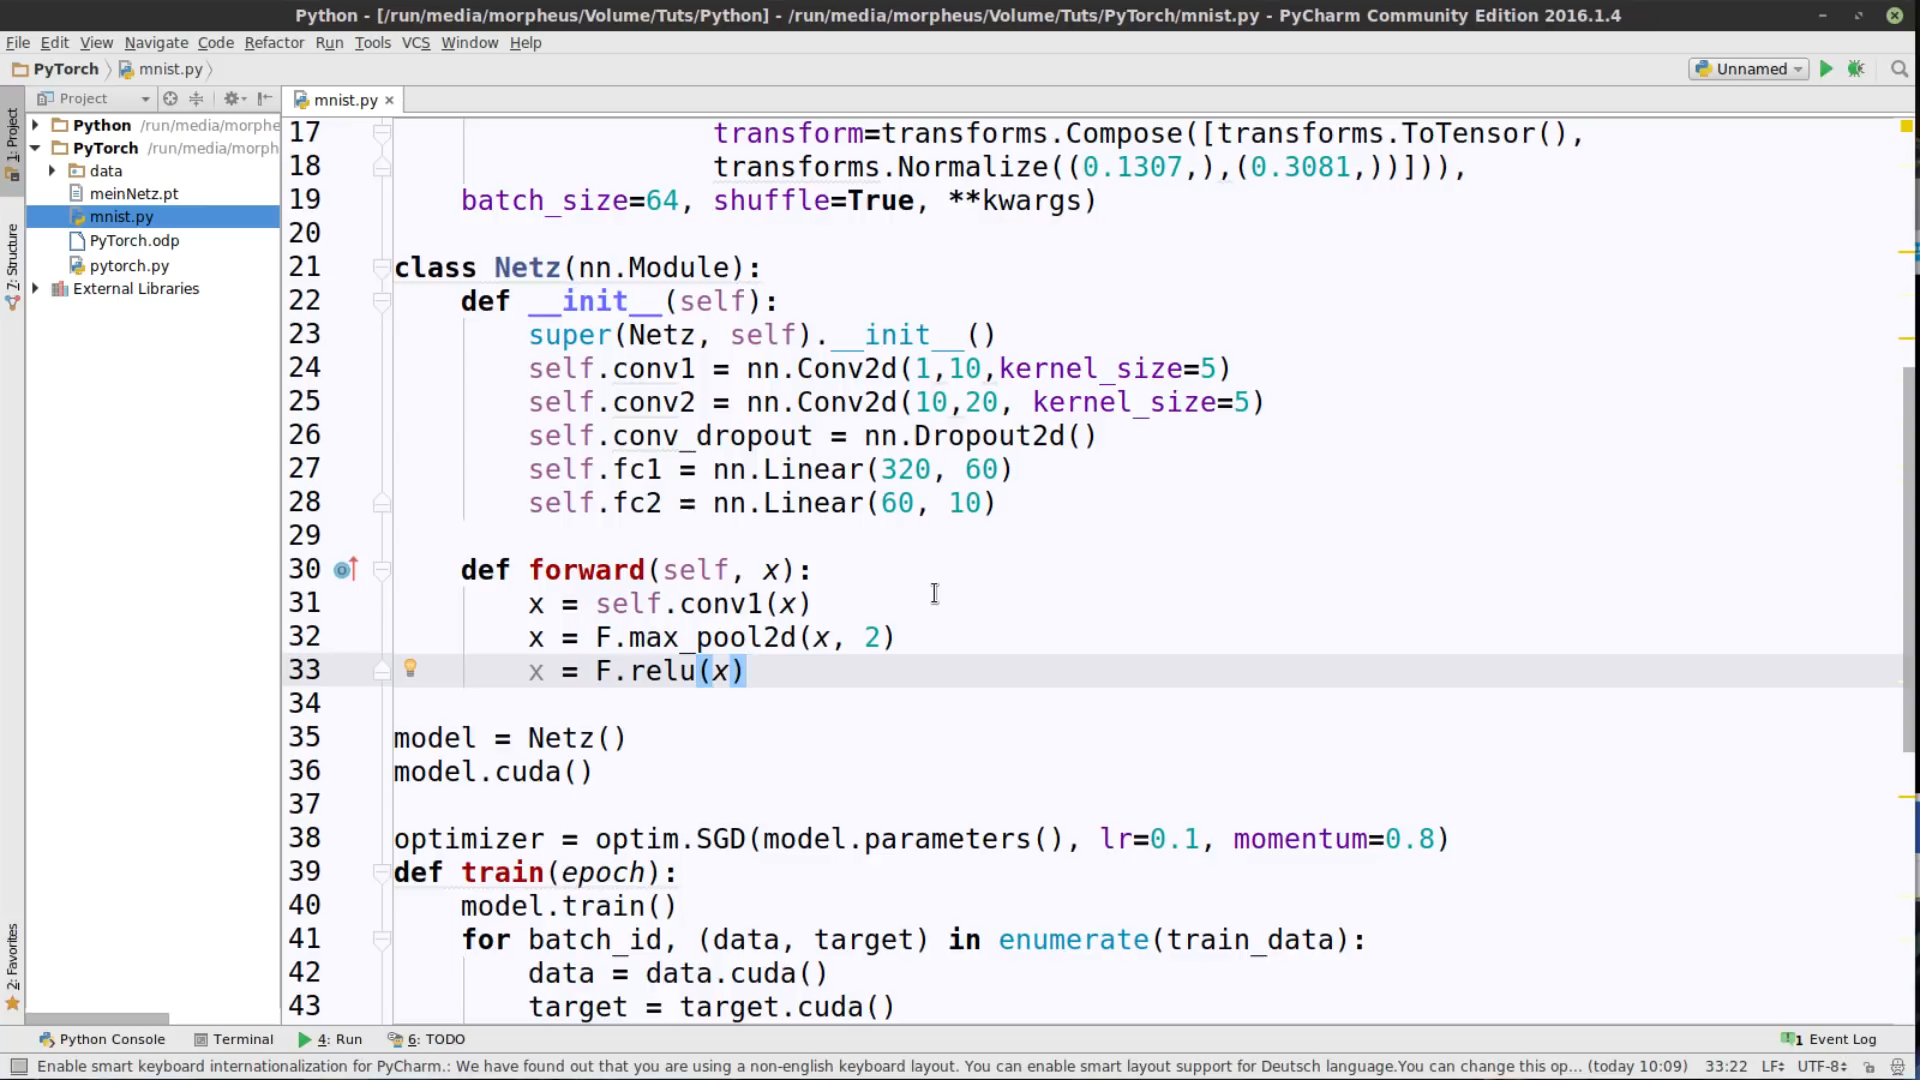 Python - [/run/media/morpheus/Volume/Tuts/Python] - /run/media/morpheus/Volume/Tuts/PyTorch/mnist.py - PyCharm Community Edition 2016.1.4
File Edit View Navigate Code Refactor Run Tools VCS Window Help
PyTorch mnist.py Unnamed
1: Project
7: Structure
2: Favorites
Project
Python /run/media/morphe
PyTorch /run/media/morph
data
meinNetz.pt
mnist.py
PyTorch.odp
pytorch.py
External Libraries
mnist.py
17 transform=transforms.Compose([transforms.ToTensor(),
18 transforms.Normalize((0.1307,),(0.3081,))])),
19 batch_size=64, shuffle=True, **kwargs)
20
21 class Netz(nn.Module):
22 def __init__(self):
23 super(Netz, self).__init__()
24 self.conv1 = nn.Conv2d(1,10,kernel_size=5)
25 self.conv2 = nn.Conv2d(10,20, kernel_size=5)
26 self.conv_dropout = nn.Dropout2d()
27 self.fc1 = nn.Linear(320, 60)
28 self.fc2 = nn.Linear(60, 10)
29
30 def forward(self, x):
31 x = self.conv1(x)
32 x = F.max_pool2d(x, 2)
33 x = F.relu(x)
34
35 model = Netz()
36 model.cuda()
37
38 optimizer = optim.SGD(model.parameters(), lr=0.1, momentum=0.8)
39 def train(epoch):
40 model.train()
41 for batch_id, (data, target) in enumerate(train_data):
42 data = data.cuda()
43 target = target.cuda()
Python Console Terminal 4: Run 6: TODO 1 Event Log
Enable smart keyboard internationalization for PyCharm.: We have found out that you are using a non-english keyboard layout. You can enable smart layout support for Deutsch language.You can change this op... (today 10:09) 33:22 LF UTF-8